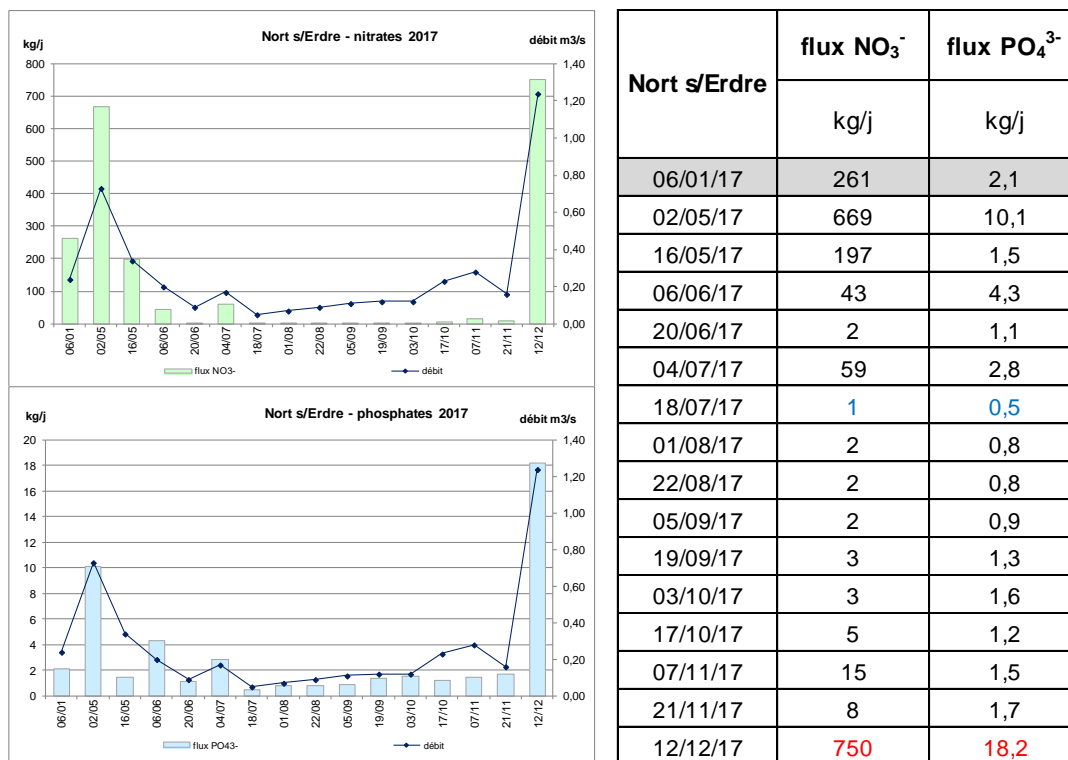 Nort s/Erdre - nitrates 2017
kg/j
débit m3/s
800
700
600
500
400
300
200
100
0
1,40
1,20
1,00
0,80
0,60
0,40
0,20
0,00
06/01
02/05
16/05
06/06
20/06
04/07
18/07
01/08
22/08
05/09
19/09
03/10
17/10
07/11
21/11
12/12
flux NO3-
débit
Nort s/Erdre - phosphates 2017
kg/j
débit m3/s
20
18
16
14
12
10
8
6
4
2
0
1,40
1,20
1,00
0,80
0,60
0,40
0,20
0,00
06/01
02/05
16/05
06/06
20/06
04/07
18/07
01/08
22/08
05/09
19/09
03/10
17/10
07/11
21/11
12/12
flux PO43-
débit
Nort s/Erdre flux NO₃⁻ flux PO₄³⁻
kg/j kg/j
06/01/17 261 2,1
02/05/17 669 10,1
16/05/17 197 1,5
06/06/17 43 4,3
20/06/17 2 1,1
04/07/17 59 2,8
18/07/17 1 0,5
01/08/17 2 0,8
22/08/17 2 0,8
05/09/17 2 0,9
19/09/17 3 1,3
03/10/17 3 1,6
17/10/17 5 1,2
07/11/17 15 1,5
21/11/17 8 1,7
12/12/17 750 18,2